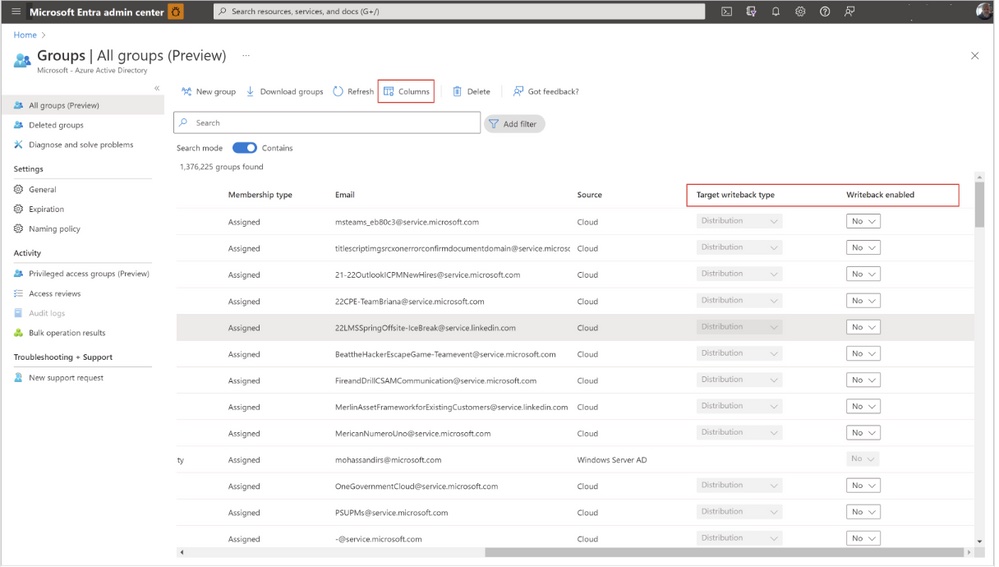 Microsoft Entra admin center
Search resources, services, and docs (G+/)
Home
Groups | All groups (Preview) ...
Microsoft - Azure Active Directory
All groups (Preview)
Deleted groups
Diagnose and solve problems
Settings
General
Expiration
Naming policy
Activity
Privileged access groups (Preview)
Access reviews
Audit logs
Bulk operation results
Troubleshooting + Support
New support request
New group Download groups Refresh Columns Delete Got feedback?
Search Add filter
Search mode Contains
1,376,225 groups found
Membership type Email Source Target writeback type Writeback enabled
Assigned msteams_eb80c3@service.microsoft.com Cloud Distribution No
Assigned titlescriptimgsrcxonerrorconfirmdocumentdomain@service.microsc Cloud Distribution No
Assigned 21-22OutlookICPMNewHires@service.microsoft.com Cloud Distribution No
Assigned 22CPE-TeamBriana@service.microsoft.com Cloud Distribution No
Assigned 22LMSSpringOffsite-IceBreak@service.linkedin.com Cloud Distribution No
Assigned BeattheHackerEscapeGame-Teamevent@service.microsoft.com Cloud Distribution No
Assigned FireandDrillCSAMCommunication@service.microsoft.com Cloud Distribution No
Assigned MerlinAssetFrameworkforExistingCustomers@service.linkedin.com Cloud Distribution No
Assigned MericanNumeroUno@service.microsoft.com Cloud Distribution No
ty Assigned mohassandirs@microsoft.com Windows Server AD No
Assigned OneGovernmentCloud@service.microsoft.com Cloud Distribution No
Assigned PSUPMs@service.microsoft.com Cloud Distribution No
Assigned -@service.microsoft.com Cloud Distribution No